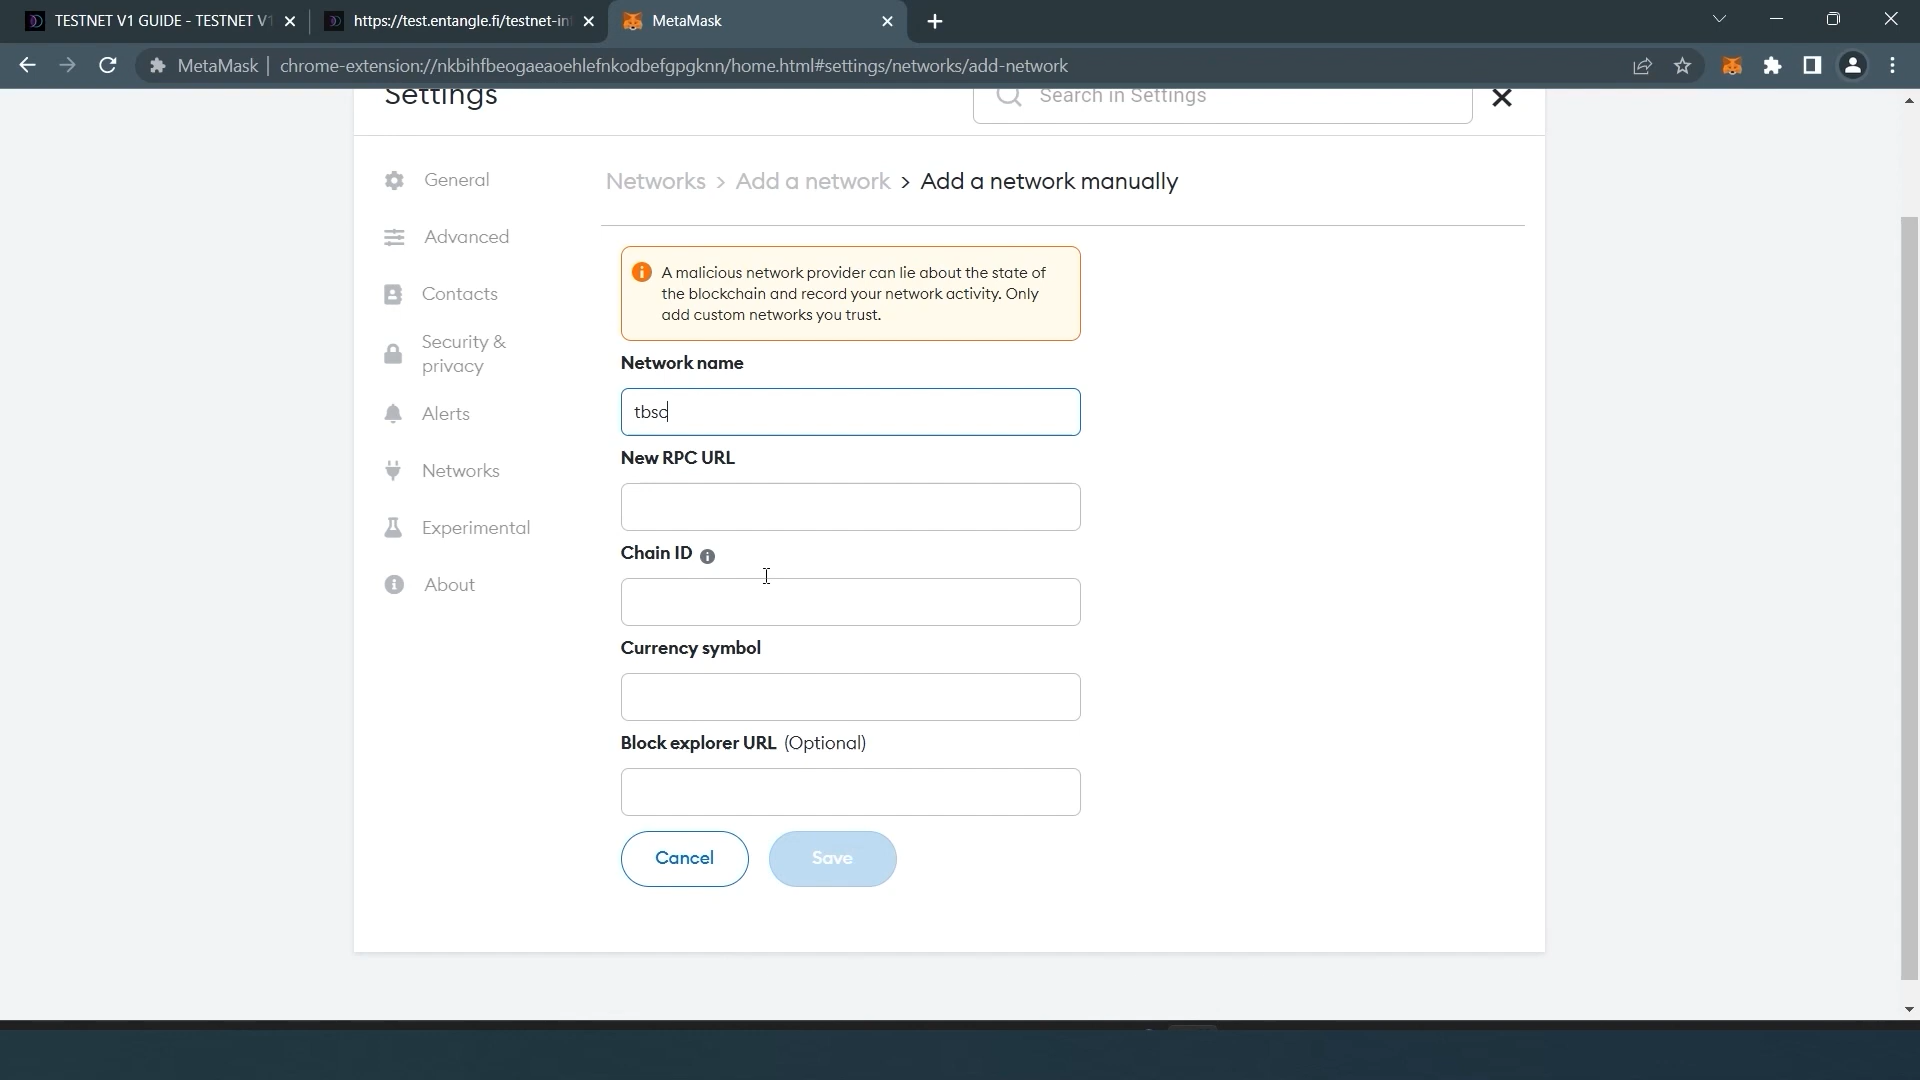 TESTNET V1 GUIDE - TESTNET V1
https://test.entangle.fi/testnet-in
MetaMask
MetaMask | chrome-extension://nkbihfbeogaeaoehlefnkodbefgpgknn/home.html#settings/networks/add-network
Settings
Search in Settings
General
Advanced
Contacts
Security &
privacy
Alerts
Networks
Experimental
About
Networks > Add a network > Add a network manually
A malicious network provider can lie about the state of
the blockchain and record your network activity. Only
add custom networks you trust.
Network name
tbsc
New RPC URL
Chain ID
Currency symbol
Block explorer URL (Optional)
Cancel
Save